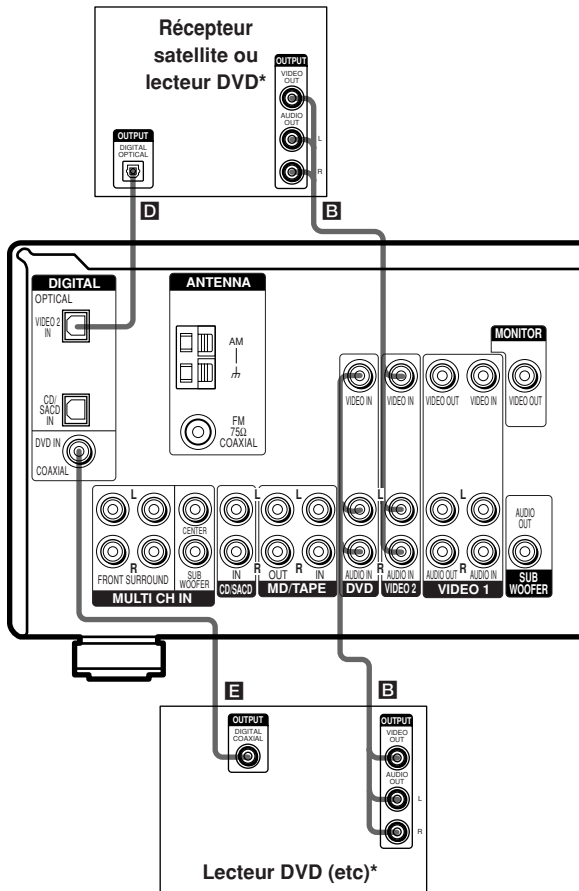 Récepteur
satellite ou
lecteur DVD*
OUTPUT
VIDEO
OUT
AUDIO
OUT
L
R
OUTPUT
DIGITAL
OPTICAL
D
B
DIGITAL
OPTICAL
VIDEO 2
IN
CD/
SACD
IN
DVD IN
COAXIAL
ANTENNA
AM
FM
75Ω
COAXIAL
MONITOR
VIDEO IN
VIDEO IN
VIDEO OUT
VIDEO IN
VIDEO OUT
L
CENTER
L
L
L
AUDIO
OUT
R
FRONT SURROUND
SUB
WOOFER
MULTI CH IN
IN
R
CD/SACD
OUT
R
IN
MD/TAPE
AUDIO IN
DVD
R
AUDIO IN
VIDEO 2
AUDIO OUT
R
AUDIO IN
VIDEO 1
SUB
WOOFER
E
B
OUTPUT
DIGITAL
COAXIAL
OUTPUT
VIDEO
OUT
AUDIO
OUT
L
R
Lecteur DVD (etc)*